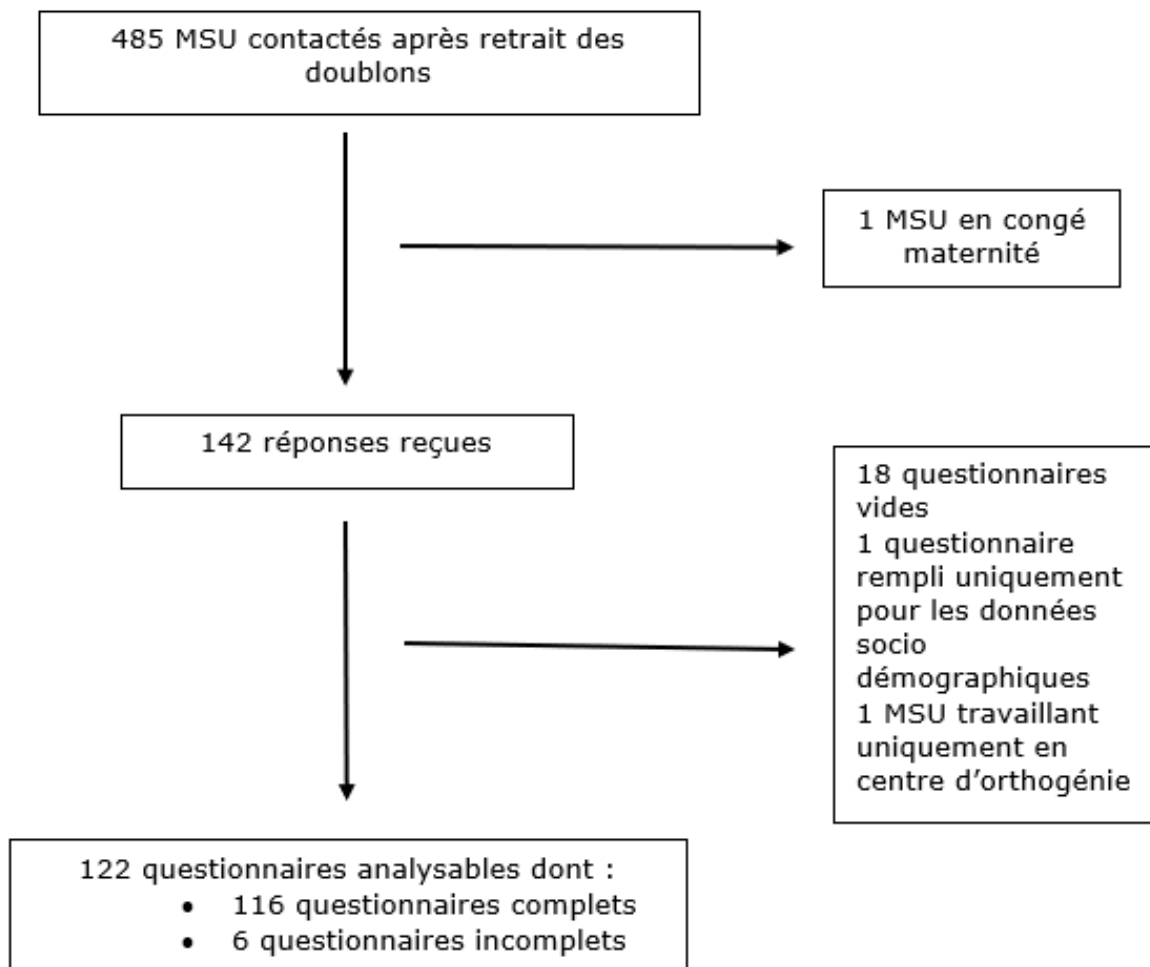 485 MSU contactés après retrait des
doublons
1 MSU en congé
maternité
142 réponses reçues
18 questionnaires
vides
1 questionnaire
rempli uniquement
pour les données
socio
démographiques
1 MSU travaillant
uniquement en
centre d’orthogénie
122 questionnaires analysables dont :
• 116 questionnaires complets
• 6 questionnaires incomplets